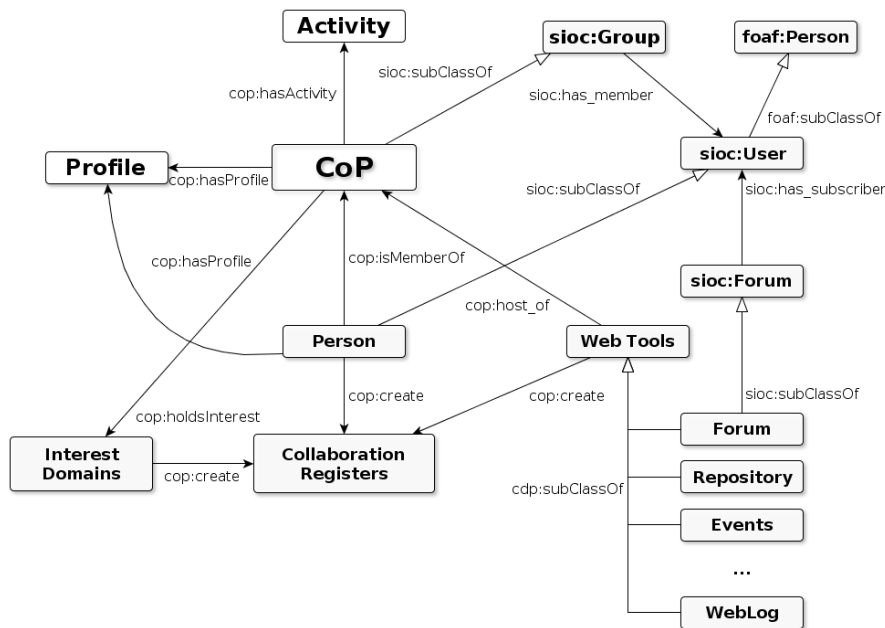 Activity
sioc:Group
foaf:Person
sioc:subClassOf
cop:hasActivity
sioc:has_member
foaf:subClassOf
Profile
CoP
sioc:User
cop:hasProfile
sioc:subClassOf
sioc:has_subscriber
cop:hasProfile
cop:isMemberOf
sioc:Forum
cop:host_of
Person
Web Tools
cop:create
cop:create
sioc:subClassOf
cop:holdsInterest
Forum
Interest
Domains
Collaboration
Registers
cop:create
Repository
cdp:subClassOf
Events
...
WebLog